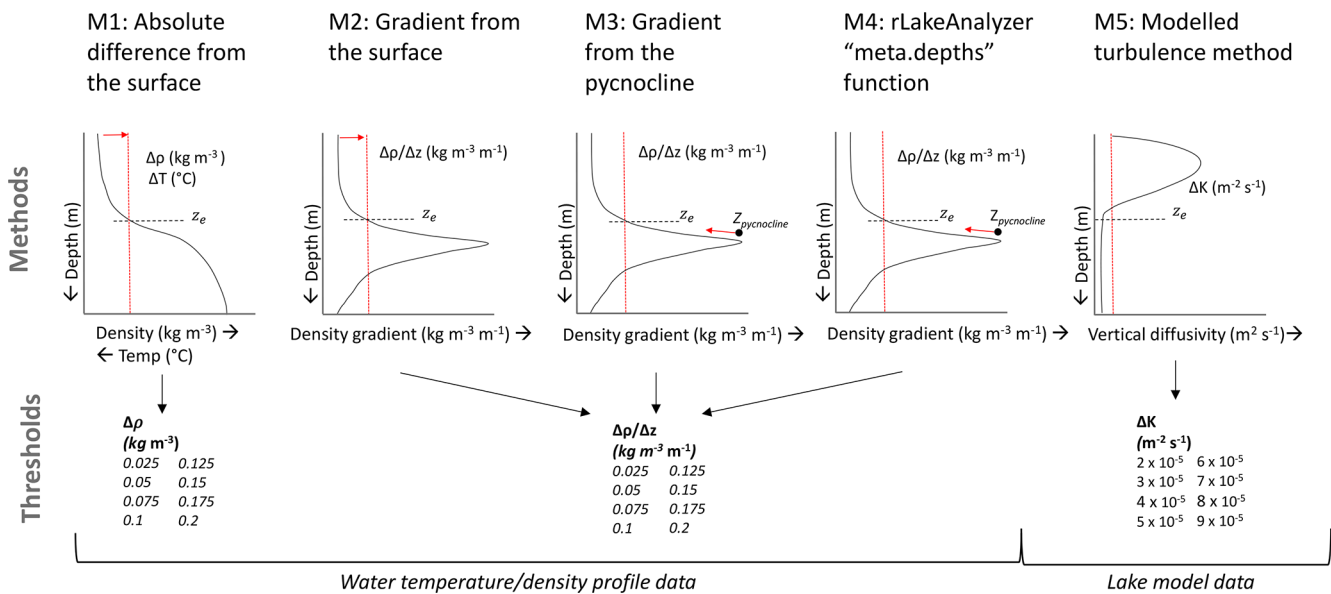 M1: Absolute
difference from
the surface
M2: Gradient from
the surface
M3: Gradient
from the
pycnocline
M4: rLakeAnalyzer
“meta.depths”
function
M5: Modelled
turbulence method
Methods
← Depth (m)
Δρ (kg m-3)
ΔT (°C)
ze
Density (kg m-3) →
← Temp (°C)
← Depth (m)
Δρ/Δz (kg m-3 m-1)
ze
Density gradient (kg m-3 m-1) →
← Depth (m)
Δρ/Δz (kg m-3 m-1)
ze
Zpycnocline
Density gradient (kg m-3 m-1) →
← Depth (m)
Δρ/Δz (kg m-3 m-1)
ze
Zpycnocline
Density gradient (kg m-3 m-1) →
← Depth (m)
ΔK (m-2 s-1)
ze
Vertical diffusivity (m2 s-1) →
Thresholds
Δρ
(kg m-3)
0.025 0.125
0.05 0.15
0.075 0.175
0.1 0.2
Δρ/Δz
(kg m-3 m-1)
0.025 0.125
0.05 0.15
0.075 0.175
0.1 0.2
ΔK
(m-2 s-1)
2 x 10-5 6 x 10-5
3 x 10-5 7 x 10-5
4 x 10-5 8 x 10-5
5 x 10-5 9 x 10-5
Water temperature/density profile data
Lake model data